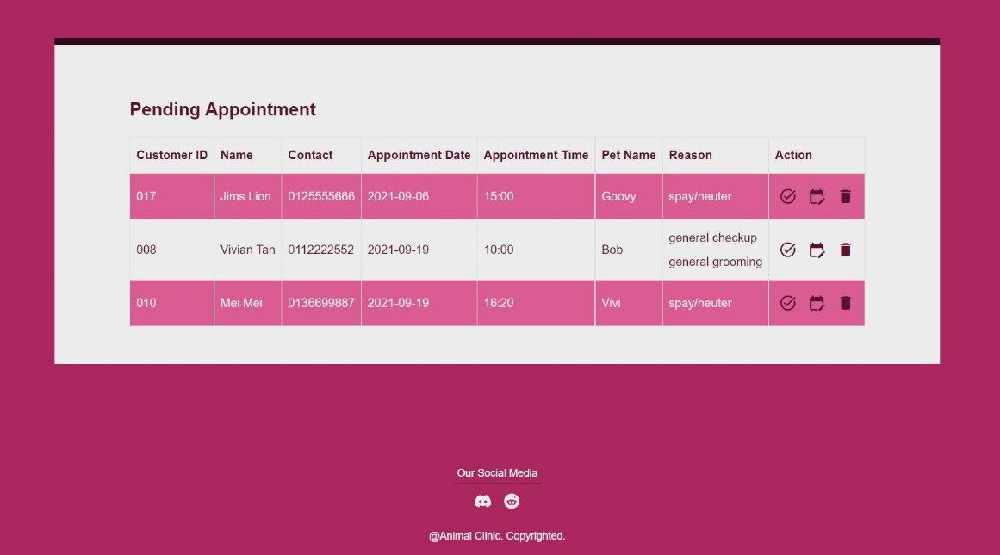 Pending Appointment
Customer ID Name Contact Appointment Date Appointment Time Pet Name Reason Action
017 Jims Lion 0125555666 2021-09-06 15:00 Goovy spay/neuter
008 Vivian Tan 0112222552 2021-09-19 10:00 Bob general checkup
general grooming
010 Mei Mei 0136699887 2021-09-19 16:20 Vivi spay/neuter
Our Social Media
@Animal Clinic. Copyrighted.